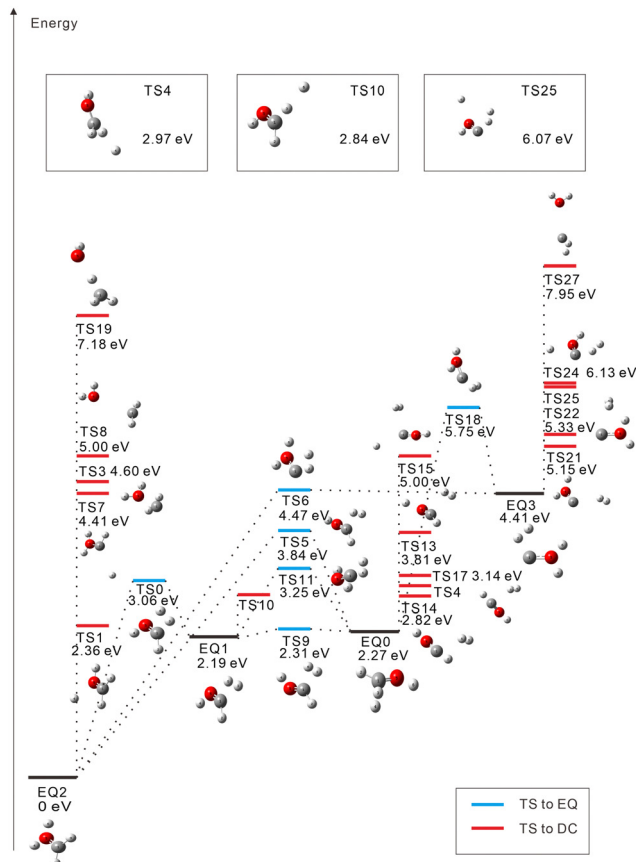 Energy
TS4
2.97 eV
TS10
2.84 eV
TS25
6.07 eV
TS27
7.95 eV
TS19
7.18 eV
TS24 6.13 eV
TS25
TS18
5.75 eV
TS22
5.33 eV
TS8
5.00 eV
TS15
5.00 eV
TS21
5.15 eV
TS3 4.60 eV
TS7
4.41 eV
TS6
4.47 eV
EQ3
4.41 eV
TS5
3.84 eV
TS13
3.81 eV
TS11
3.25 eV
TS17 3.14 eV
TS4
TS0
3.06 eV
TS10
TS14
2.82 eV
TS1
2.36 eV
EQ1
2.19 eV
TS9
2.31 eV
EQ0
2.27 eV
EQ2
0 eV
TS to EQ
TS to DC